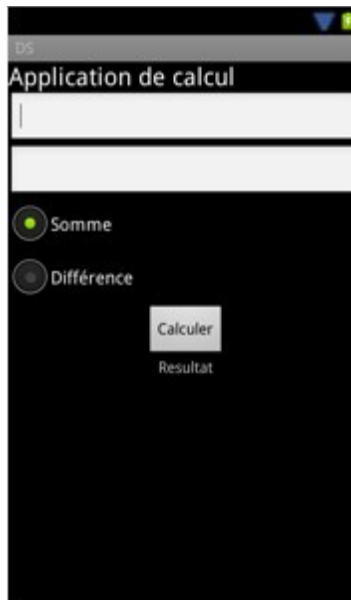 DS
Application de calcul
Somme
Différence
Calculer
Resultat